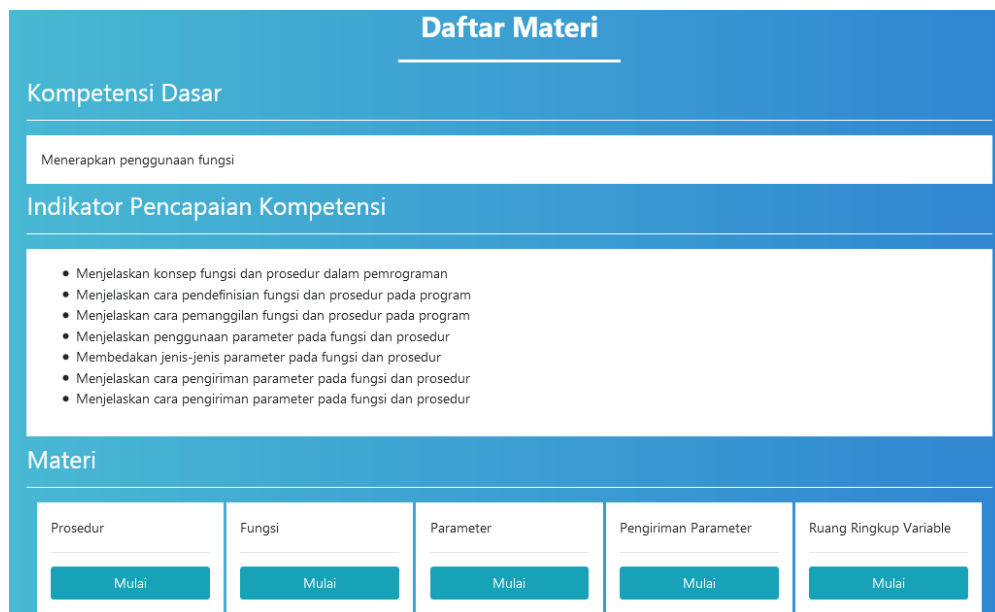 Daftar Materi
Kompetensi Dasar
Menerapkan penggunaan fungsi
Indikator Pencapaian Kompetensi
Menjelaskan konsep fungsi dan prosedur dalam pemrograman
Menjelaskan cara pendefinisian fungsi dan prosedur pada program
Menjelaskan cara pemanggilan fungsi dan prosedur pada program
Menjelaskan penggunaan parameter pada fungsi dan prosedur
Membedakan jenis-jenis parameter pada fungsi dan prosedur
Menjelaskan cara pengiriman parameter pada fungsi dan prosedur
Menjelaskan cara pengiriman parameter pada fungsi dan prosedur
Materi
Prosedur
Mulai
Fungsi
Mulai
Parameter
Mulai
Pengiriman Parameter
Mulai
Ruang Ringkup Variable
Mulai